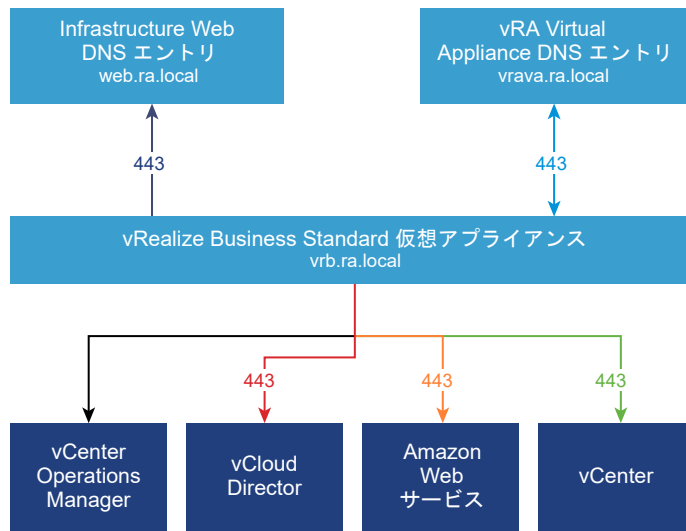 Infrastructure Web
DNS エントリ
web.ra.local
vRA Virtual
Appliance DNS エントリ
vrava.ra.local
443
443
vRealize Business Standard 仮想アプライアンス
vrb.ra.local
443
443
443
vCenter
Operations
Manager
vCloud
Director
Amazon
Web
サービス
vCenter